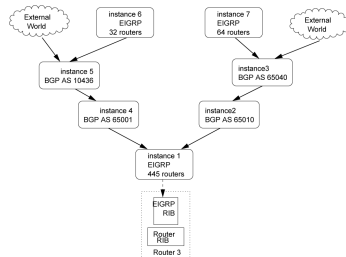 External
World
instance 6
EIGRP
32 routers
instance 7
EIGRP
64 routers
External
World
instance 5
BGP AS 10436
instance3
BGP AS 65040
instance 4
BGP AS 65001
instance2
BGP AS 65010
instance 1
EIGRP
445 routers
EIGRP
RIB
Router
RIB
Router 3